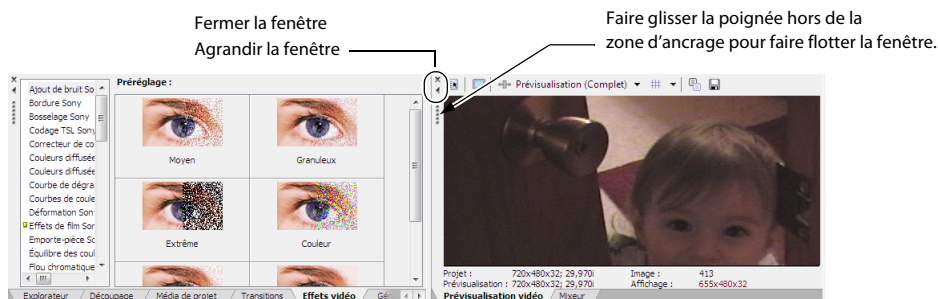 Fermer la fenêtre
Agrandir la fenêtre
Faire glisser la poignée hors de la
zone d'ancrage pour faire flotter la fenêtre.
Ajout de bruit So
Bordure Sony
Bosselage Sony
Codage TSL Sony
Correcteur de co
Couleurs diffusée
Couleurs diffusée
Courbe de dégra
Courbes de coule
Déformation Son
Effets de film Sor
Emporte-pièce So
Équilibre des coul
Flou chromatique
Préréglage :
Moyen
Granuleux
Extrême
Couleur
Explorateur
Découpage
Média de projet
Transitions
Effets vidéo
Gé
Prévisualisation (Complet)
Projet : 720x480x32; 29,970i
Image : 413
Prévisualisation : 720x480x32; 29,970i
Affichage : 655x480x32
Prévisualisation vidéo
Mixeur